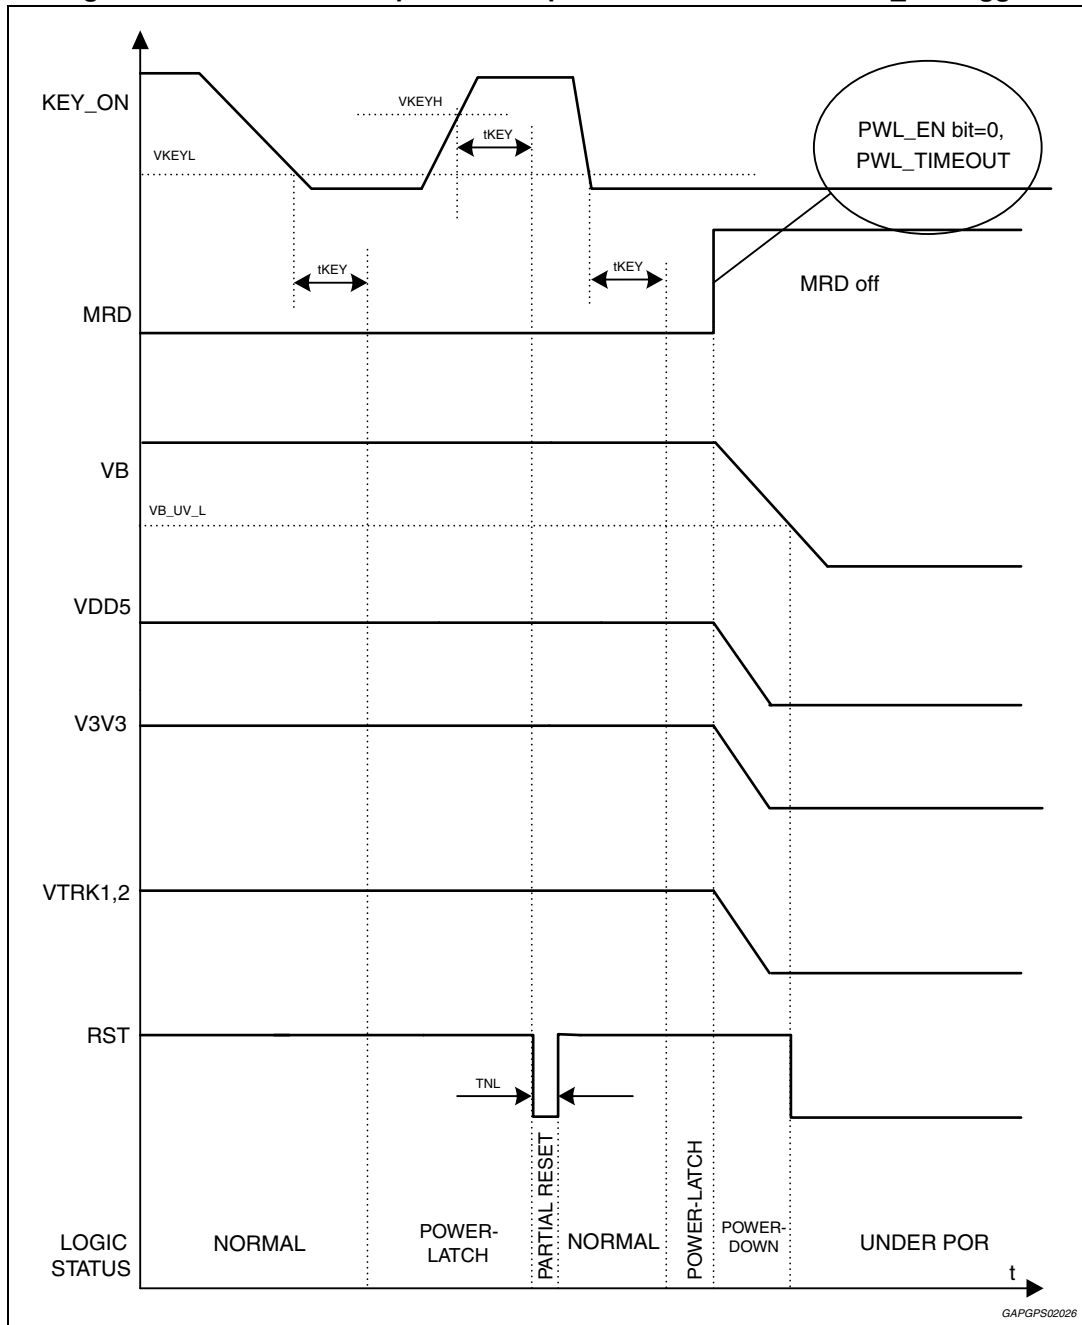 KEY_ON
VKEYH
tKEY
VKEYL
PWL_EN bit=0,
PWL_TIMEOUT
tKEY
tKEY
MRD off
MRD
VB
VB_UV_L
VDD5
V3V3
VTRK1,2
RST
TNL
LOGIC
STATUS
NORMAL
POWER-
LATCH
PARTIAL RESET
NORMAL
POWER-LATCH
POWER-
DOWN
UNDER POR
t
GAPGPS02026